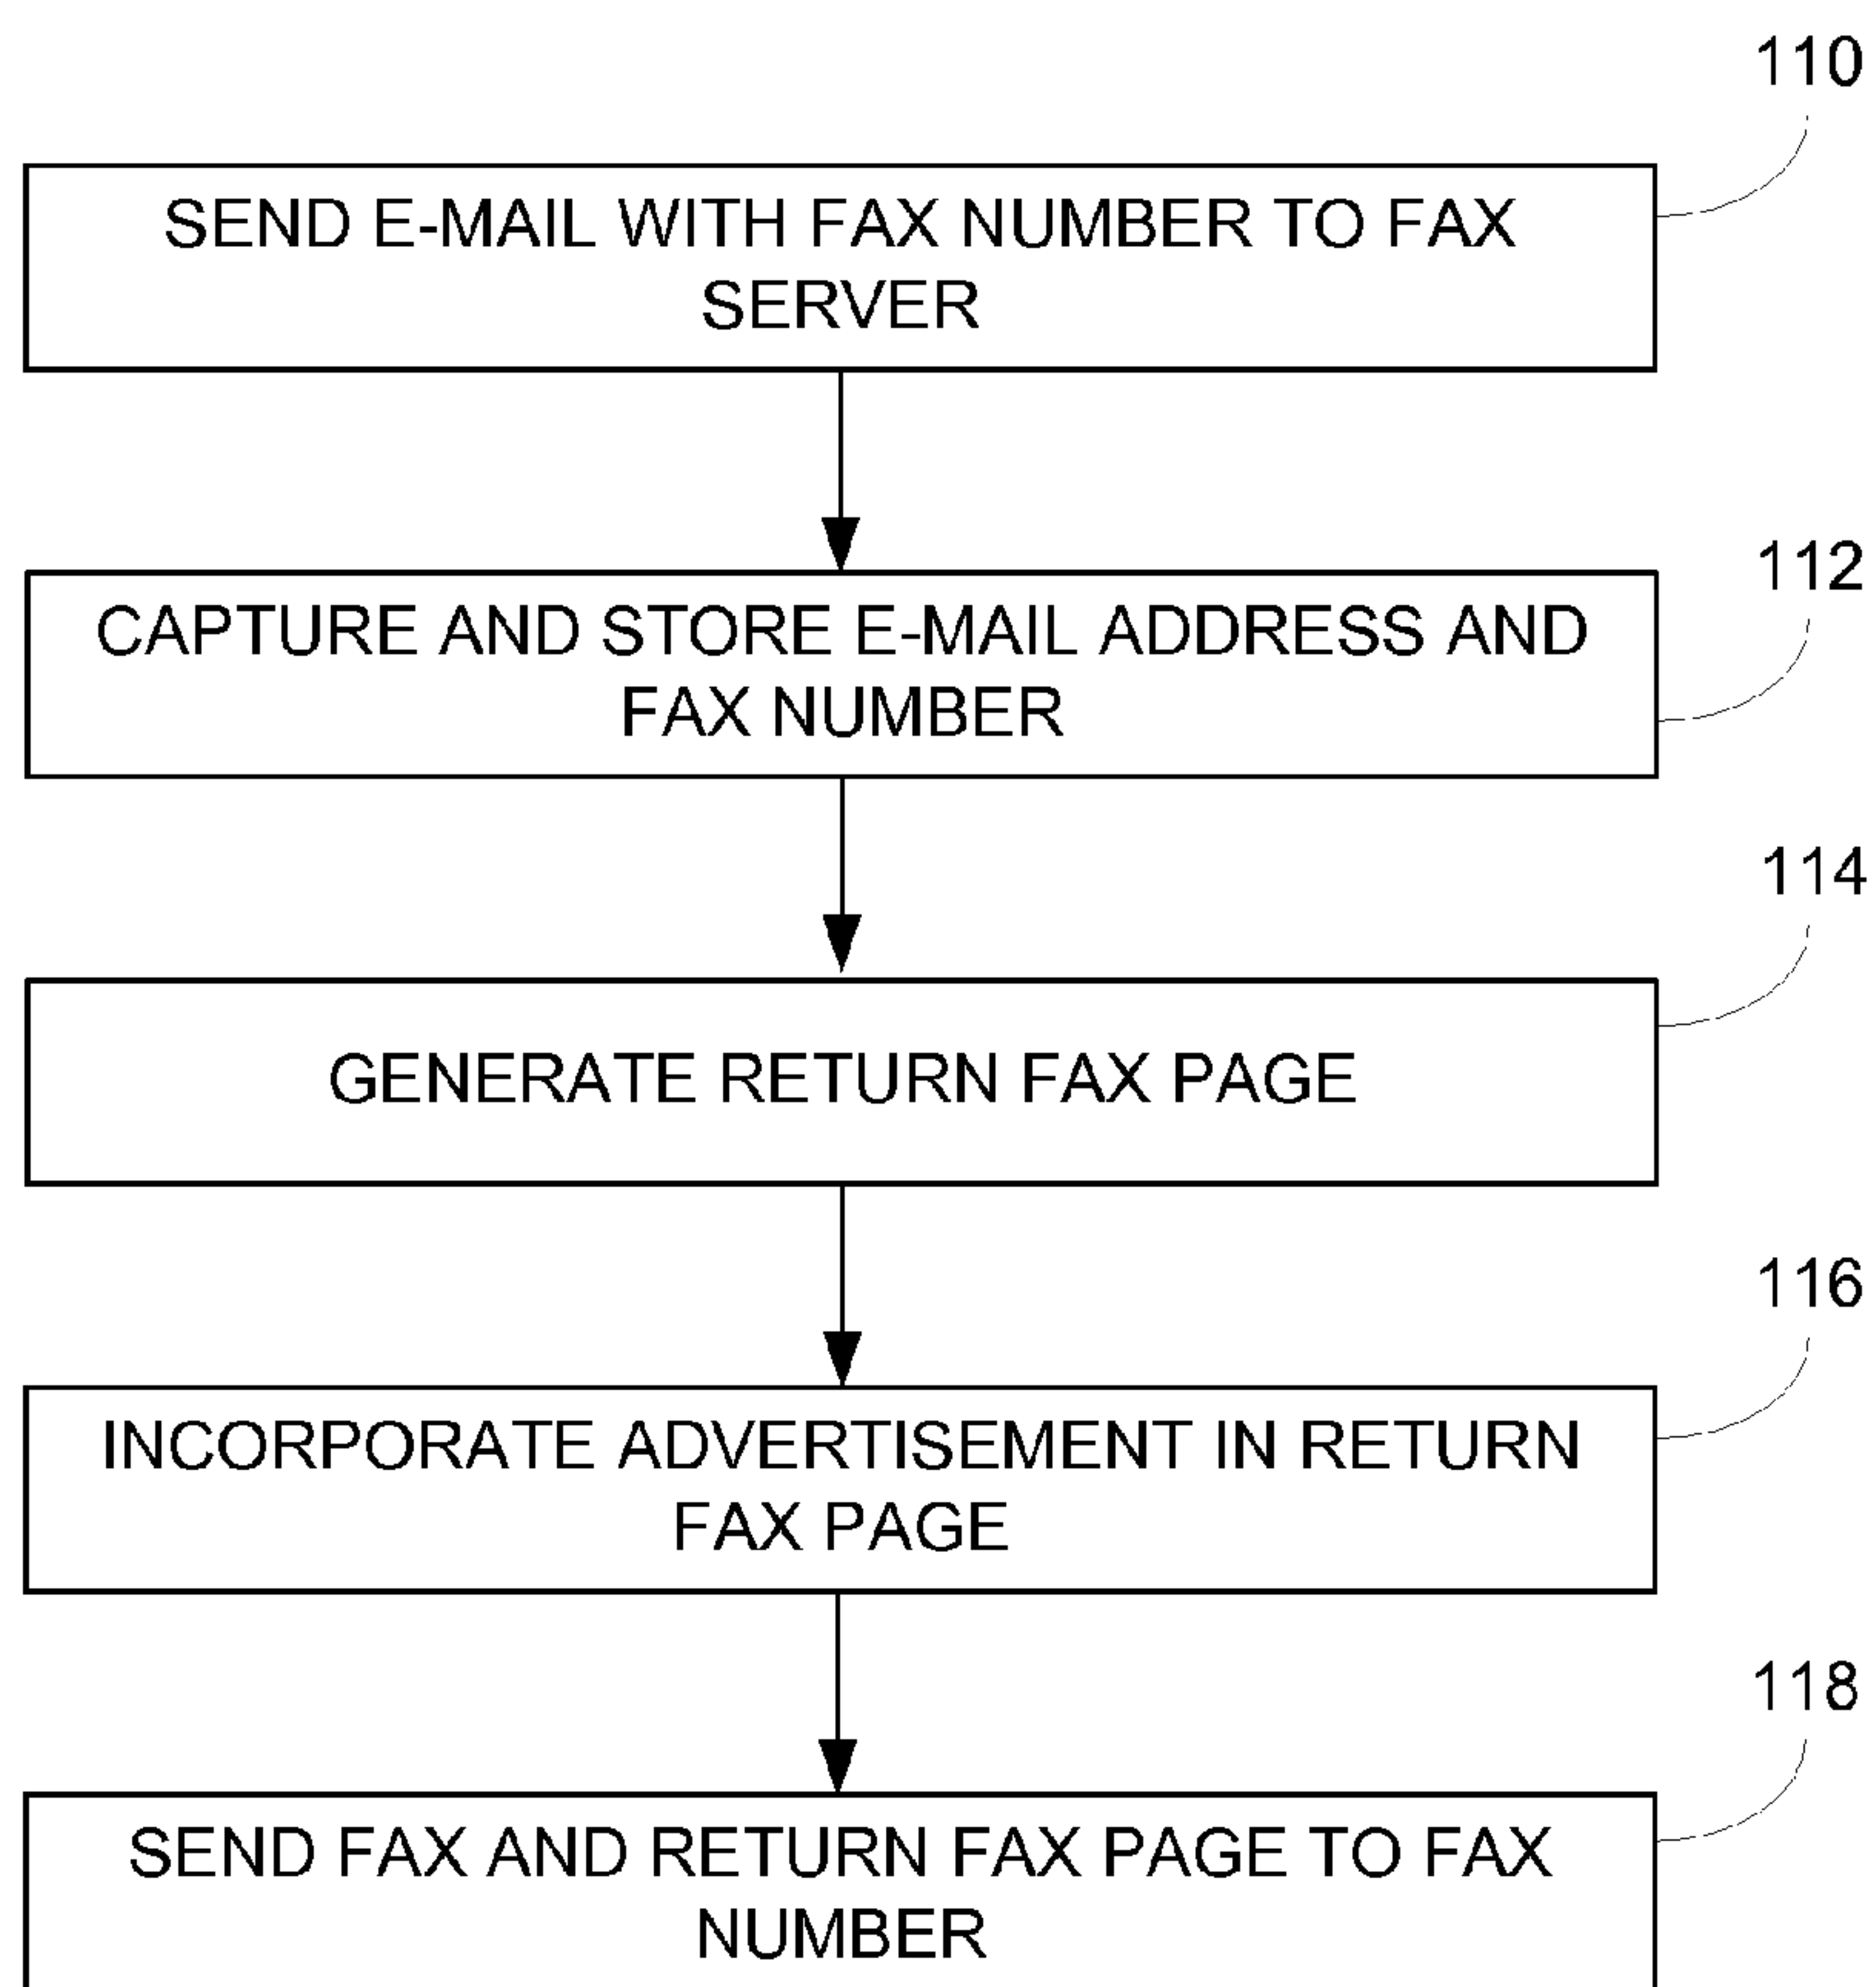 110
SEND E-MAIL WITH FAX NUMBER TO FAX
SERVER
112
CAPTURE AND STORE E-MAIL ADDRESS AND
FAX NUMBER
114
GENERATE RETURN FAX PAGE
116
INCORPORATE ADVERTISEMENT IN RETURN
FAX PAGE
118
SEND FAX AND RETURN FAX PAGE TO FAX
NUMBER